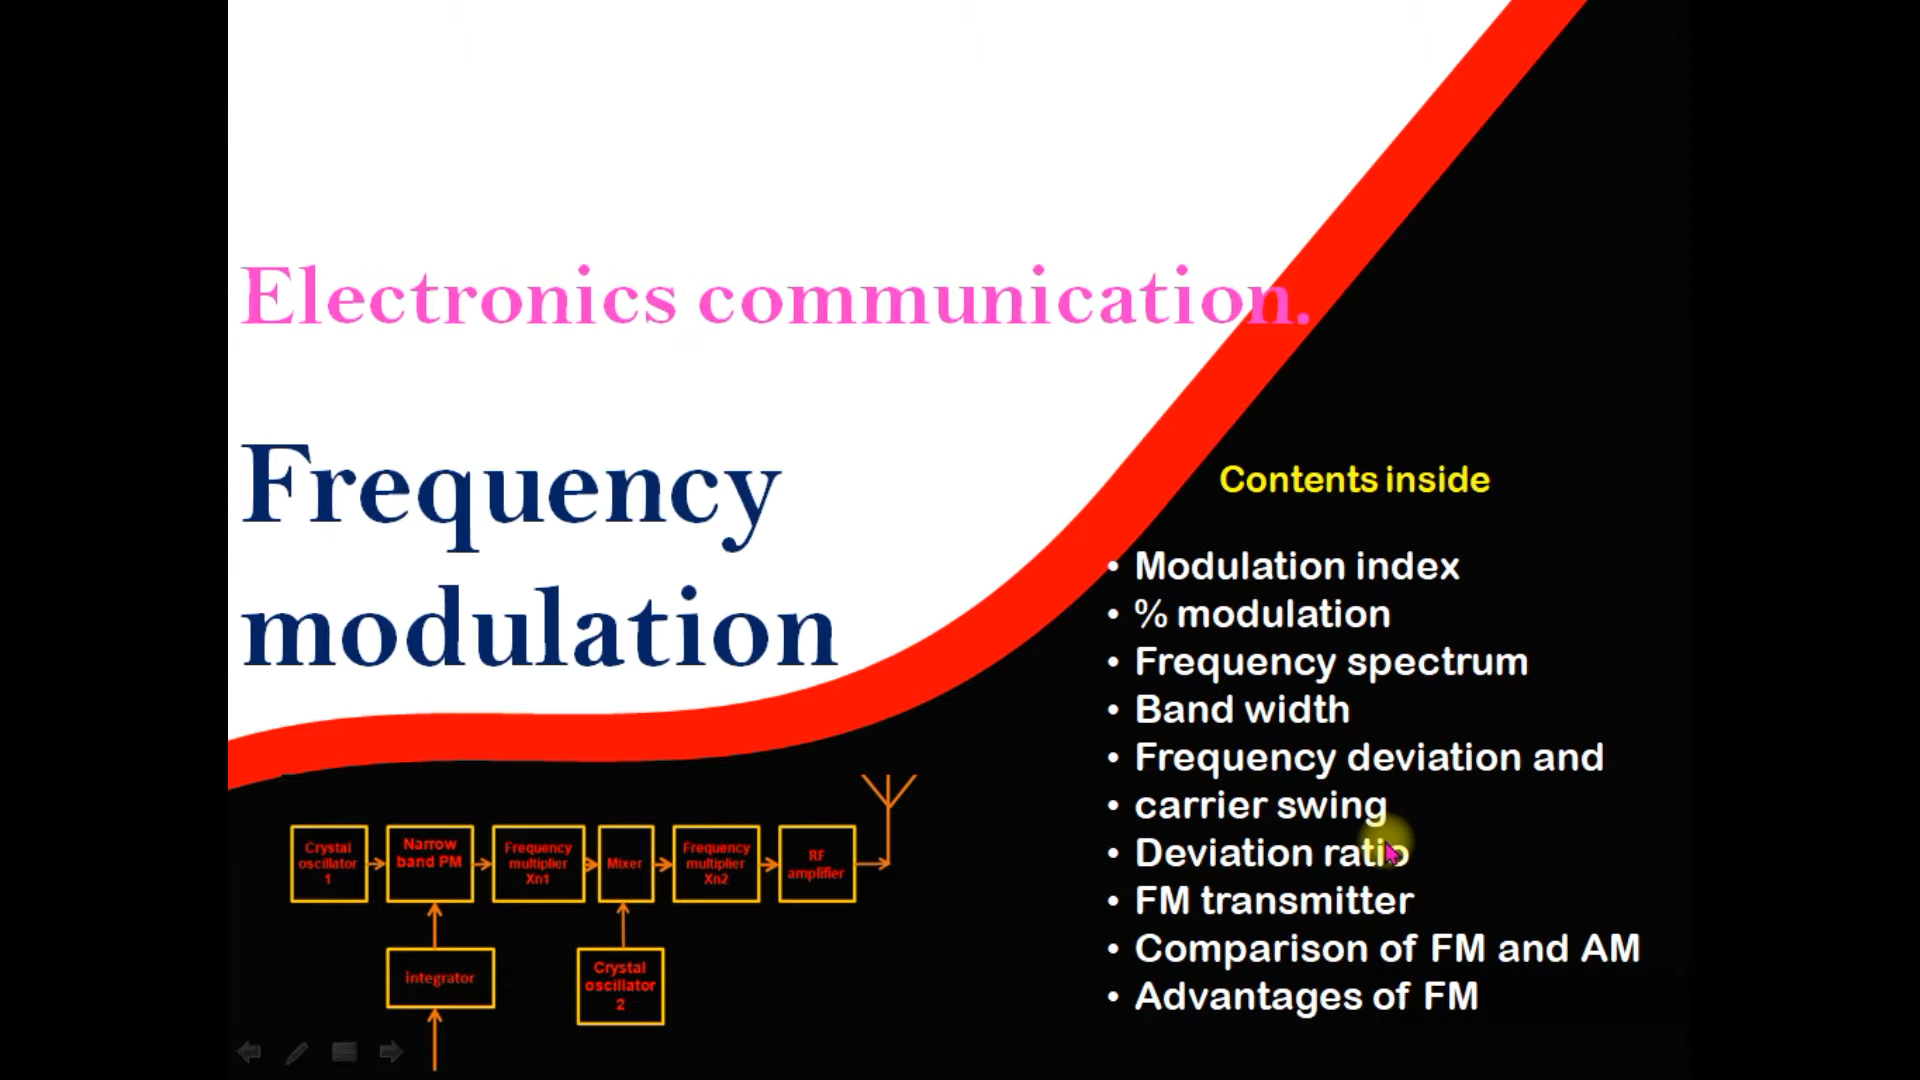 Electronics communication.
Frequency
modulation
Contents inside
• Modulation index
• % modulation
• Frequency spectrum
• Band width
• Frequency deviation and
• carrier swing
• Deviation ratio
• FM transmitter
• Comparison of FM and AM
• Advantages of FM
Crystal
oscillator
1
Narrow
band PM
Frequency
multiplier
Xn1
Mixer
Frequency
multiplier
Xn2
RF
amplifier
integrator
Crystal
oscillator
2